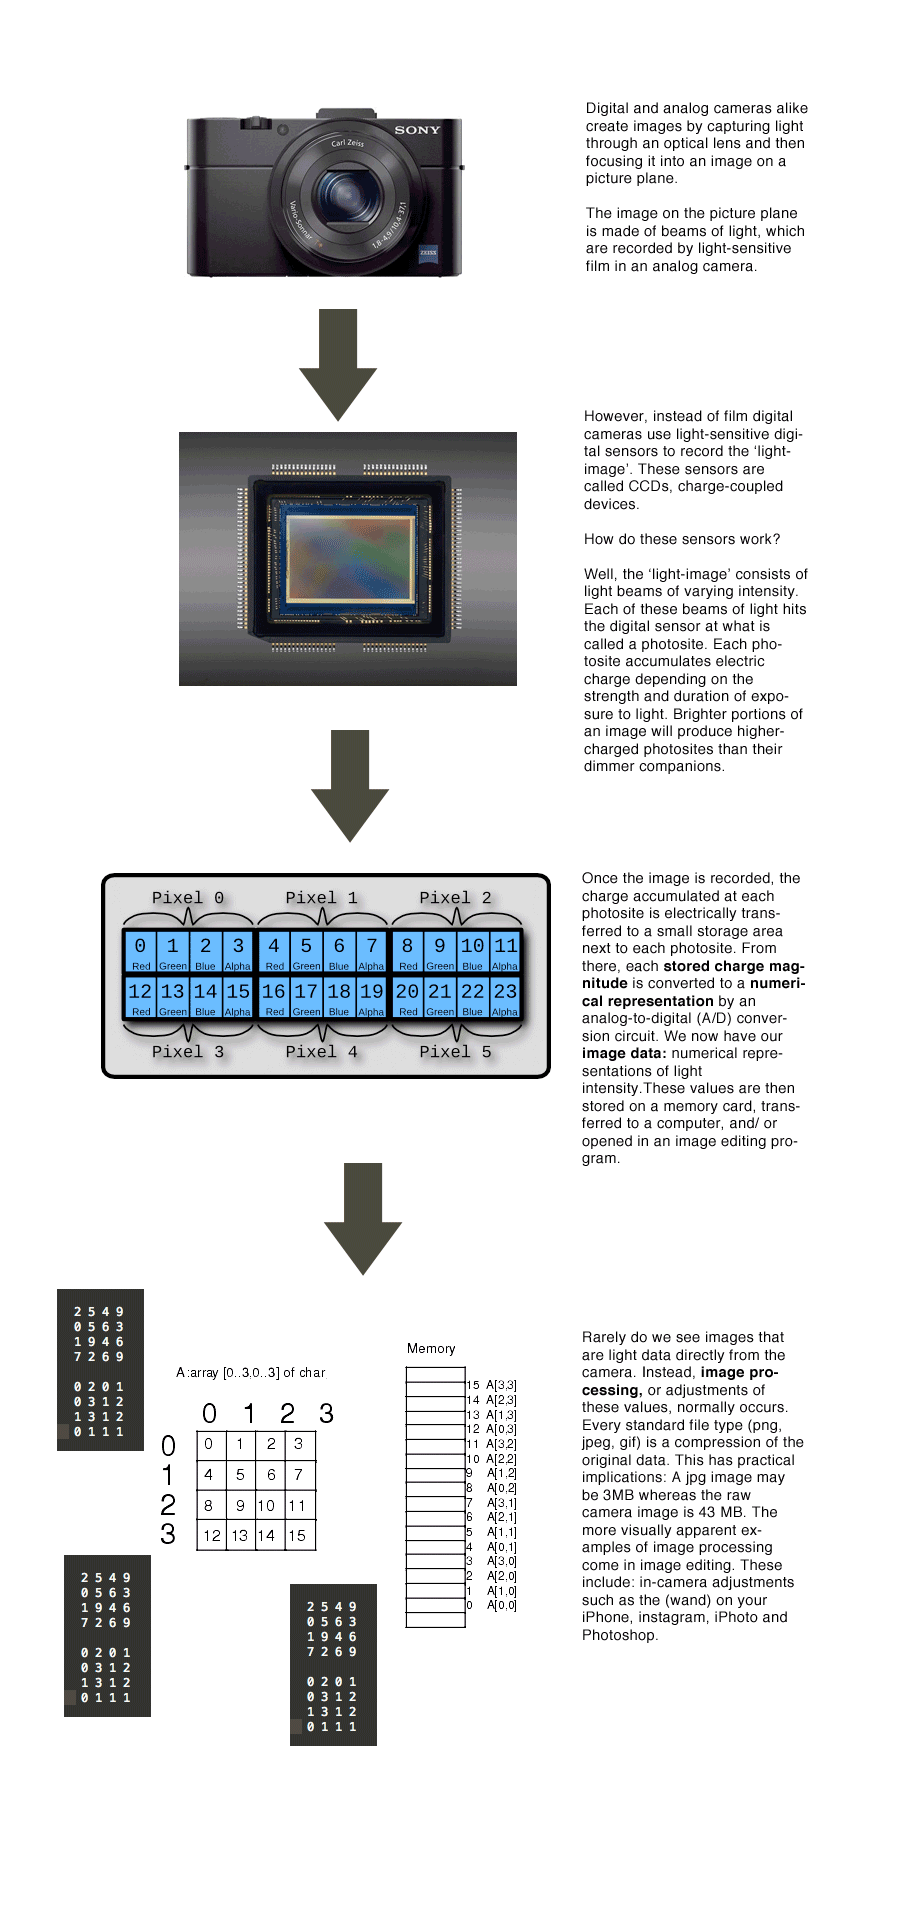 SONY
Carl Zeiss
Vario-Sonnar
1,8-4,9/10,4-37,1
ZEISS
Digital and analog cameras alike
create images by capturing light
through an optical lens and then
focusing it into an image on a
picture plane.
The image on the picture plane
is made of beams of light, which
are recorded by light-sensitive
film in an analog camera.
However, instead of film digital
cameras use light-sensitive digi-
tal sensors to record the ‘light-
image’. These sensors are
called CCDs, charge-coupled
devices.
How do these sensors work?
Well, the ‘light-image’ consists of
light beams of varying intensity.
Each of these beams of light hits
the digital sensor at what is
called a photosite. Each pho-
tosite accumulates electric
charge depending on the
strength and duration of expo-
sure to light. Brighter portions of
an image will produce higher-
charged photosites than their
dimmer companions.
Pixel 0 Pixel 1 Pixel 2
0 1 2 3 4 5 6 7 8 9 10 11
Red Green Blue Alpha Red Green Blue Alpha Red Green Blue Alpha
12 13 14 15 16 17 18 19 20 21 22 23
Red Green Blue Alpha Red Green Blue Alpha Red Green Blue Alpha
Pixel 3 Pixel 4 Pixel 5
Once the image is recorded, the
charge accumulated at each
photosite is electrically trans-
ferred to a small storage area
next to each photosite. From
there, each stored charge mag-
nitude is converted to a numeri-
cal representation by an
analog-to-digital (A/D) conver-
sion circuit. We now have our
image data: numerical repre-
sentations of light
intensity.These values are then
stored on a memory card, trans-
ferred to a computer, and/ or
opened in an image editing pro-
gram.
2 5 4 9
0 5 6 3
1 9 4 6
7 2 6 9
0 2 0 1
0 3 1 2
1 3 1 2
0 1 1 1
A:array [0..3,0..3] of char
0 1 2 3
0 0 1 2 3
1 4 5 6 7
2 8 9 10 11
3 12 13 14 15
Memory
15 A[3,3]
14 A[2,3]
13 A[1,3]
12 A[0,3]
11 A[3,2]
10 A[2,2]
9 A[1,2]
8 A[0,2]
7 A[3,1]
6 A[2,1]
5 A[1,1]
4 A[0,1]
3 A[3,0]
2 A[2,0]
1 A[1,0]
0 A[0,0]
2 5 4 9
0 5 6 3
1 9 4 6
7 2 6 9
0 2 0 1
0 3 1 2
1 3 1 2
0 1 1 1
2 5 4 9
0 5 6 3
1 9 4 6
7 2 6 9
0 2 0 1
0 3 1 2
1 3 1 2
0 1 1 1
Rarely do we see images that
are light data directly from the
camera. Instead, image pro-
cessing, or adjustments of
these values, normally occurs.
Every standard file type (png,
jpeg, gif) is a compression of the
original data. This has practical
implications: A jpg image may
be 3MB whereas the raw
camera image is 43 MB. The
more visually apparent ex-
amples of image processing
come in image editing. These
include: in-camera adjustments
such as the (wand) on your
iPhone, instagram, iPhoto and
Photoshop.